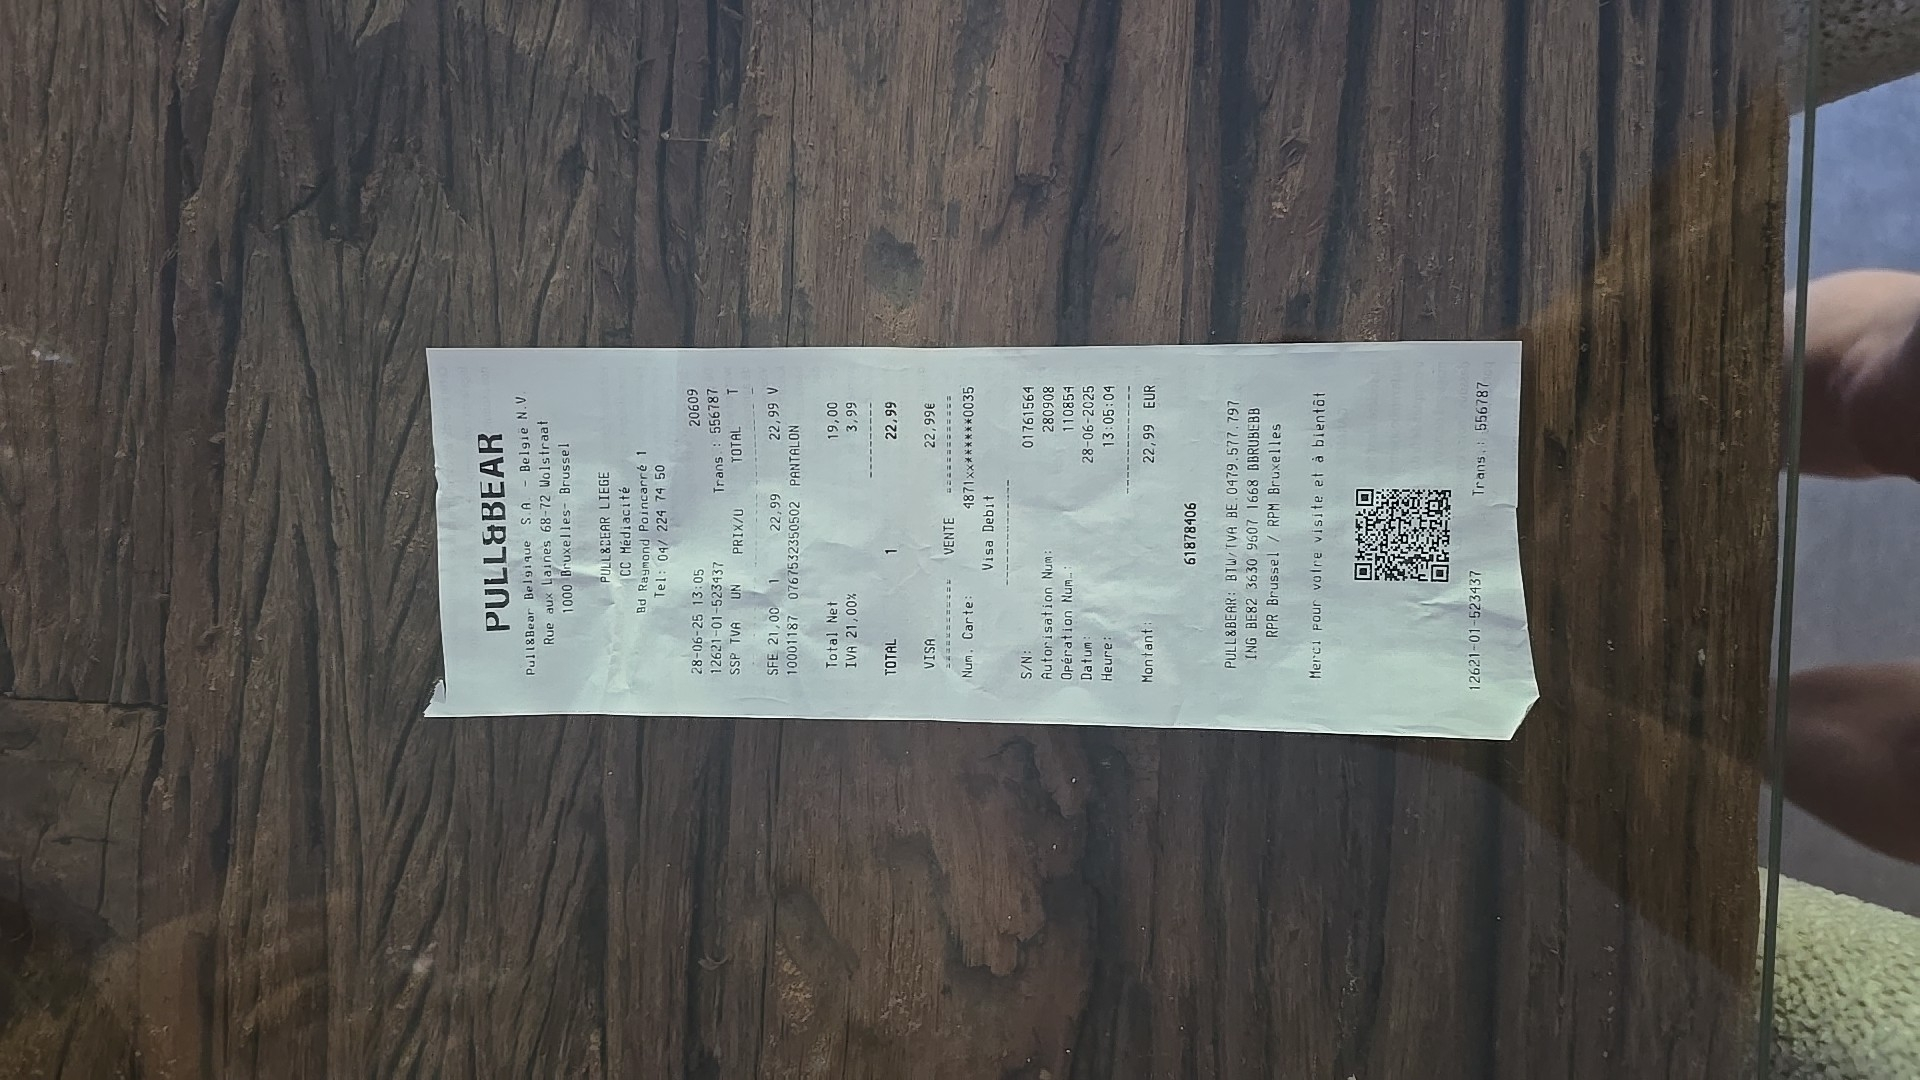 PULL&BEAR
Pull&Bear Belgique S.A - Belgie N.V
Rue aux Laines 68-72 Wolstraat
1000 Bruxelles- Brussel
PULL&BEAR LIEGE
CC Médiacité
Bd Raymond Poincarré 1
Tel: 04/ 224 74 50
28-06-25 13:05 20609
12621-01-523437 Trans.: 556787
SSP TVA UN PRIX/U TOTAL T
SFE 21,00 1 22,99 22,99 V
10001187 07675323250502 PANTALON
Total Net 19,00
IVA 21,00% 3,99
TOTAL 1 22,99
VISA 22,99€
========== VENTE ==========
Num. Carte: 4871xx********0035
Visa Debit
S/N: 01761564
Autorisation Num: 280908
Opération Num.: 110854
Datum: 28-06-2025
Heure: 13:05:04
Montant: 22,99 EUR
61878406
PULL&BEAR: BTW/TVA BE 0479.577.797
ING BE82 3630 9607 1668 BBRUBEBB
RPR Brussel / RPM Bruxelles
Merci pour votre visite et à bientôt
12621-01-523437 Trans.: 556787